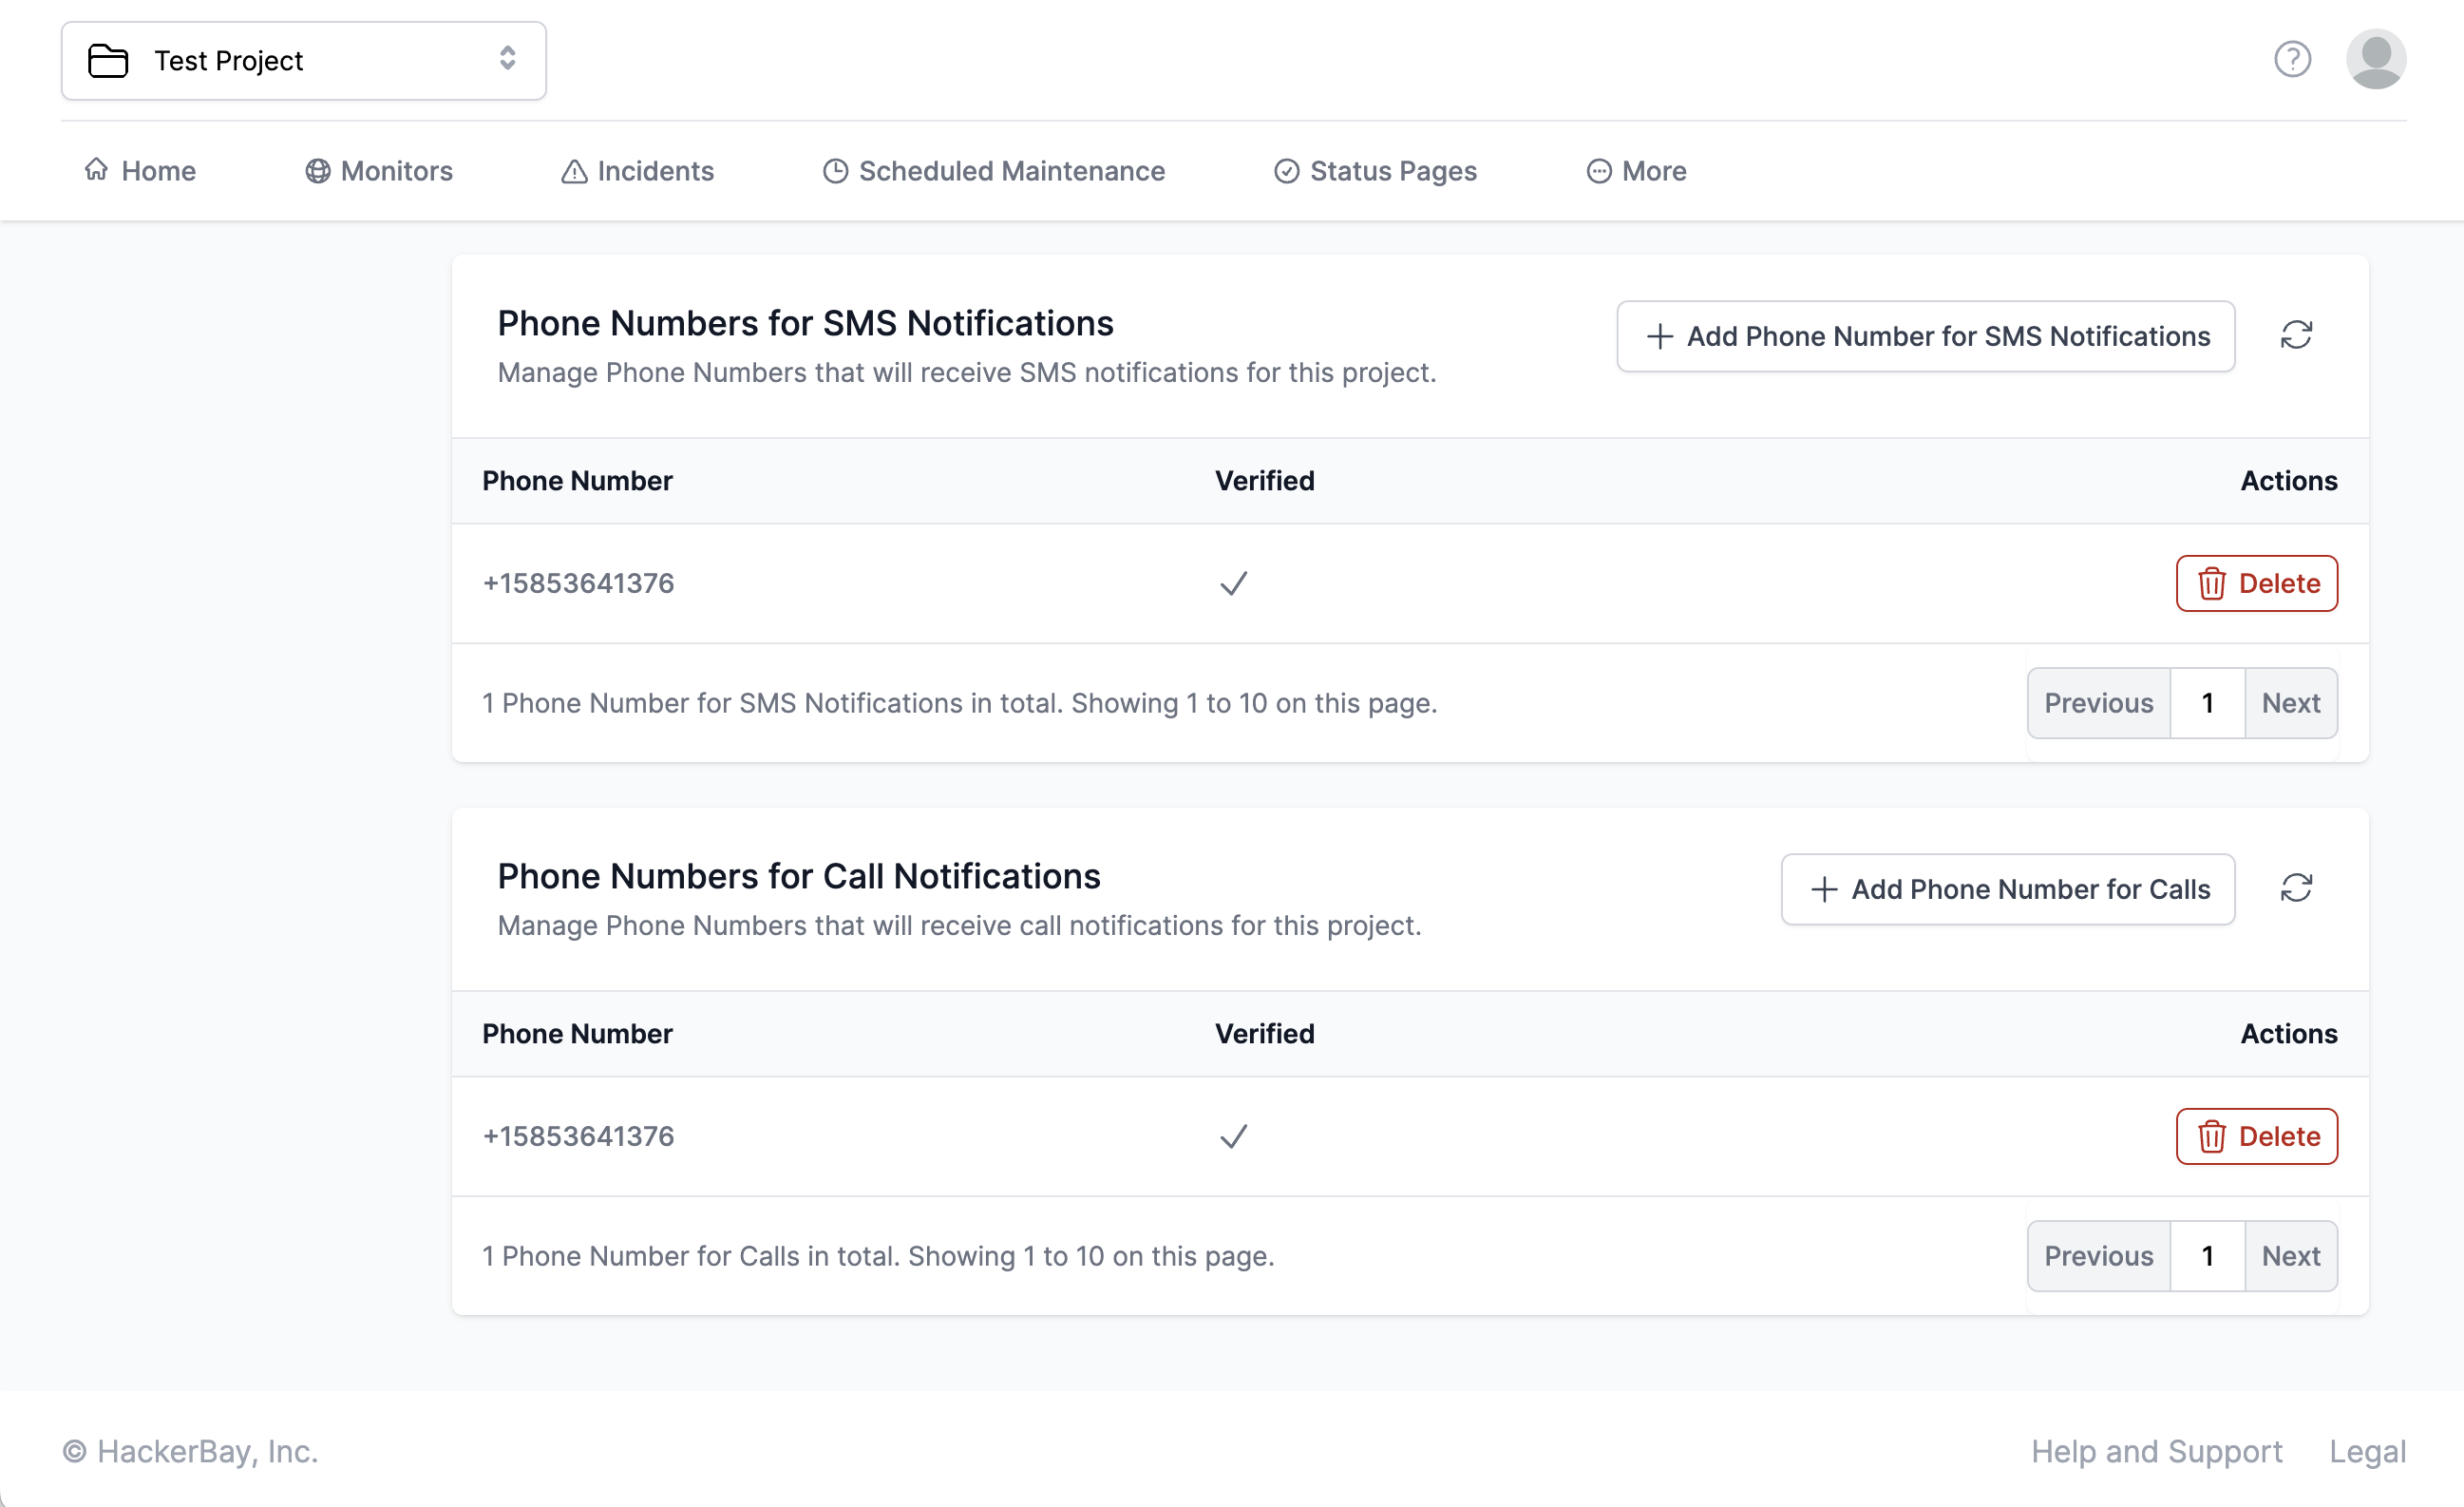 Test Project
Home Monitors Incidents Scheduled Maintenance Status Pages More
Phone Numbers for SMS Notifications
Add Phone Number for SMS Notifications
Manage Phone Numbers that will receive SMS notifications for this project.
Phone Number Verified Actions
+15853641376 Delete
1 Phone Number for SMS Notifications in total. Showing 1 to 10 on this page. Previous 1 Next
Phone Numbers for Call Notifications
Add Phone Number for Calls
Manage Phone Numbers that will receive call notifications for this project.
Phone Number Verified Actions
+15853641376 Delete
1 Phone Number for Calls in total. Showing 1 to 10 on this page. Previous 1 Next
© HackerBay, Inc. Help and Support Legal